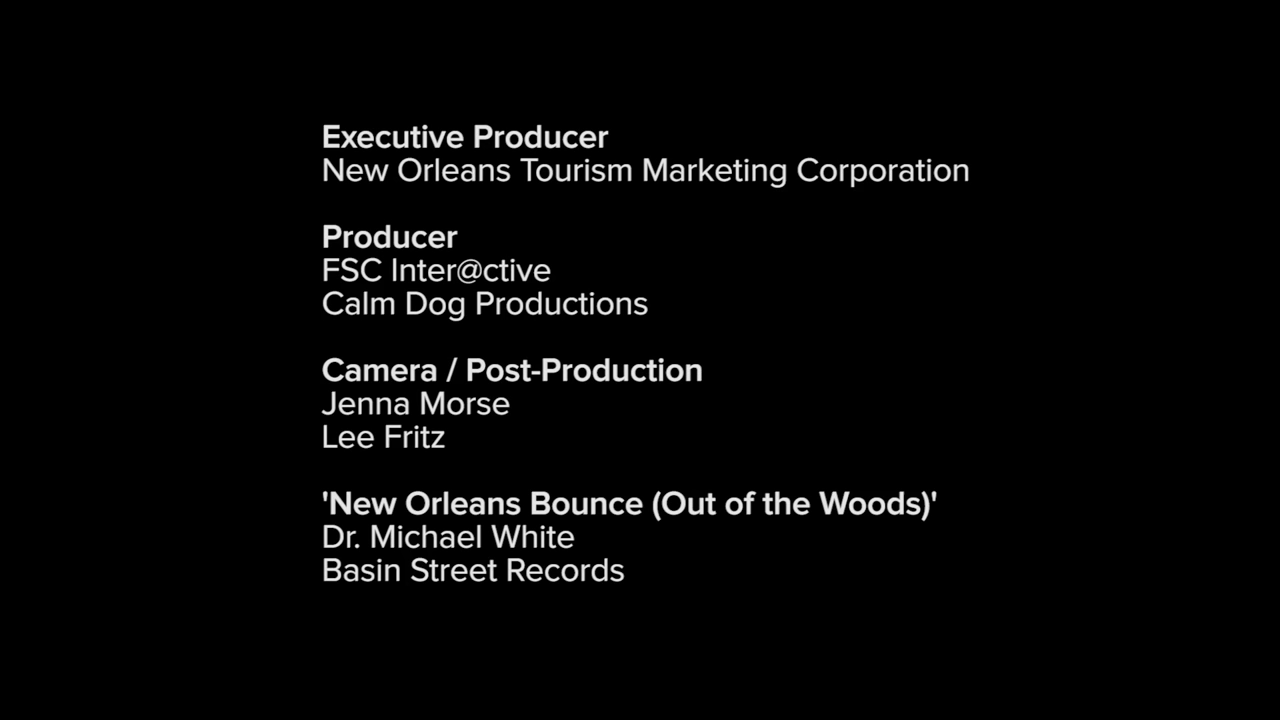 Executive Producer
New Orleans Tourism Marketing Corporation
Producer
FSC Inter@ctive
Calm Dog Productions
Camera / Post-Production
Jenna Morse
Lee Fritz
'New Orleans Bounce (Out of the Woods)'
Dr. Michael White
Basin Street Records